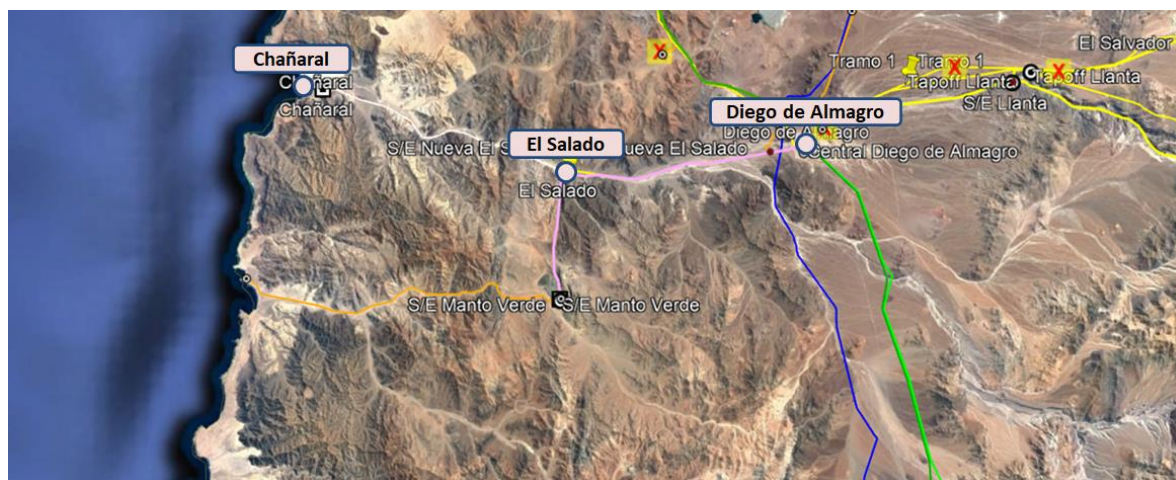 Chañaral
Chañaral
Chañaral
El Salvador
Tramo 1
Tramo 1
Tapoff Llanta
Tapoff Llanta
S/E Llanta
Diego de Almagro
Diego de Almagro
Central Diego de Almagro
El Salado
S/E Nueva El S
Nueva El Salado
El Salado
S/E Manto Verde
S/E Manto Verde
X
X
X